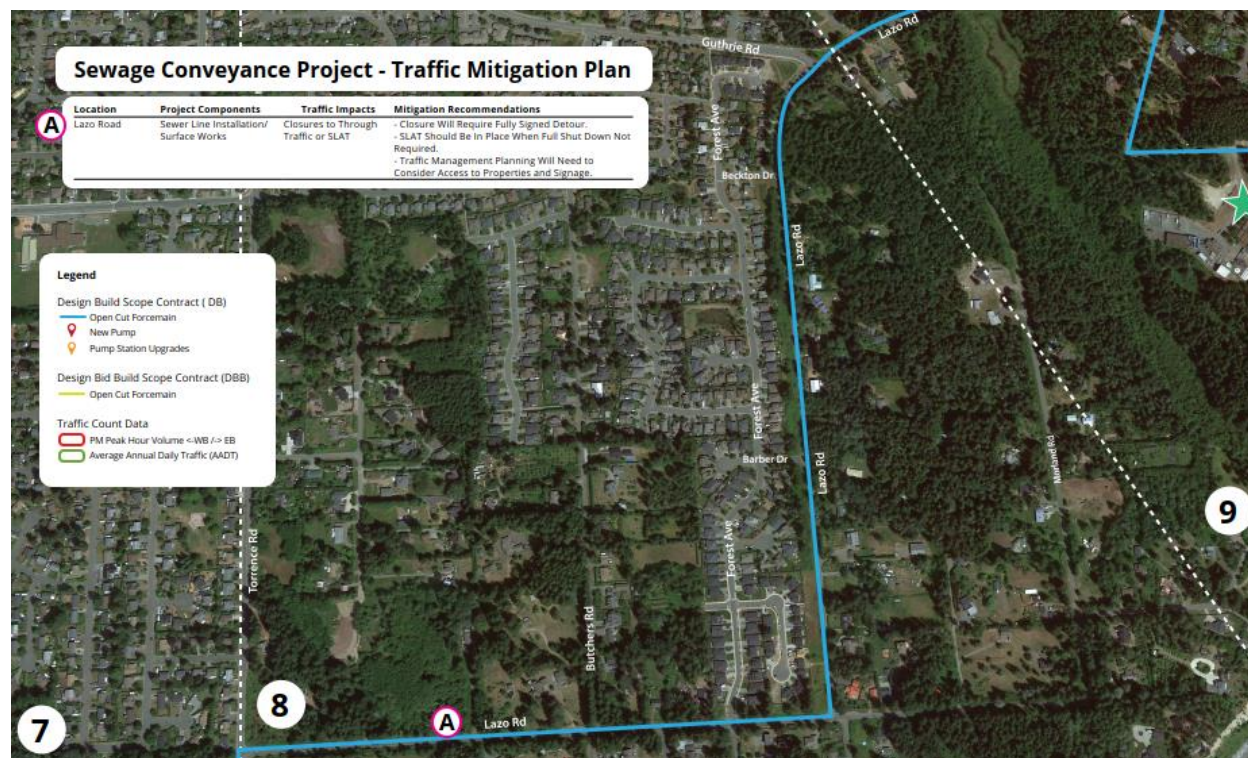 Guthrie Rd
Lazo Rd
Sewage Conveyance Project - Traffic Mitigation Plan
Location Project Components Traffic Impacts Mitigation Recommendations
A
Lazo Road
Sewer Line Installation/
Surface Works
Closures to Through
Traffic or SLAT
- Closure Will Require Fully Signed Detour.
- SLAT Should Be In Place When Full Shut Down Not
Required.
- Traffic Management Planning Will Need to
Consider Access to Properties and Signage.
Forest Ave
Beckton Dr
Lazo Rd
Legend
Design Build Scope Contract ( DB)
Open Cut Forcemain
New Pump
Pump Station Upgrades
Design Bid Build Scope Contract (DBB)
Open Cut Forcemain
Traffic Count Data
PM Peak Hour Volume <-WB /-> EB
Average Annual Daily Traffic (AADT)
Forest Ave
Barber Dr
Lazo Rd
Morland Rd
9
Torrence Rd
Forest Ave
Butchers Rd
7
8
A
Lazo Rd